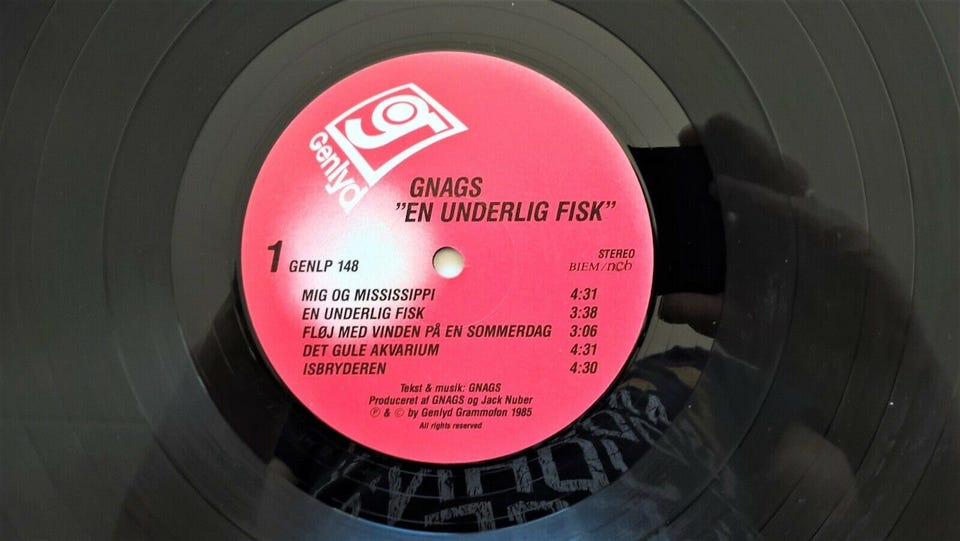 Genlyd
GNAGS
"EN UNDERLIG FISK"
1 GENLP 148
STEREO
BIEM/ncb
MIG OG MISSISSIPPI 4:31
EN UNDERLIG FISK 3:38
FLØJ MED VINDEN PÅ EN SOMMERDAG 3:06
DET GULE AKVARIUM 4:31
ISBRYDEREN 4:30
Tekst & musik: GNAGS
Produceret af GNAGS og Jack Nuber
Ⓟ & © by Genlyd Grammofon 1985
All rights reserved